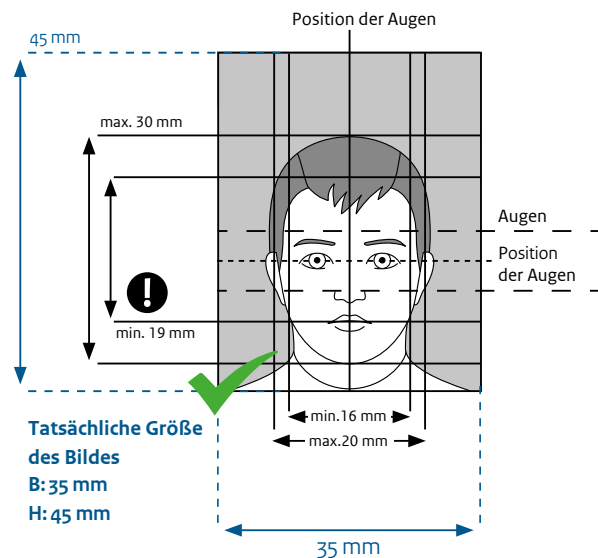 Position der Augen
45 mm
max. 30 mm
Augen
Position
der Augen
!
min. 19 mm
min.16 mm
max.20 mm
Tatsächliche Größe
des Bildes
B: 35 mm
H: 45 mm
35 mm